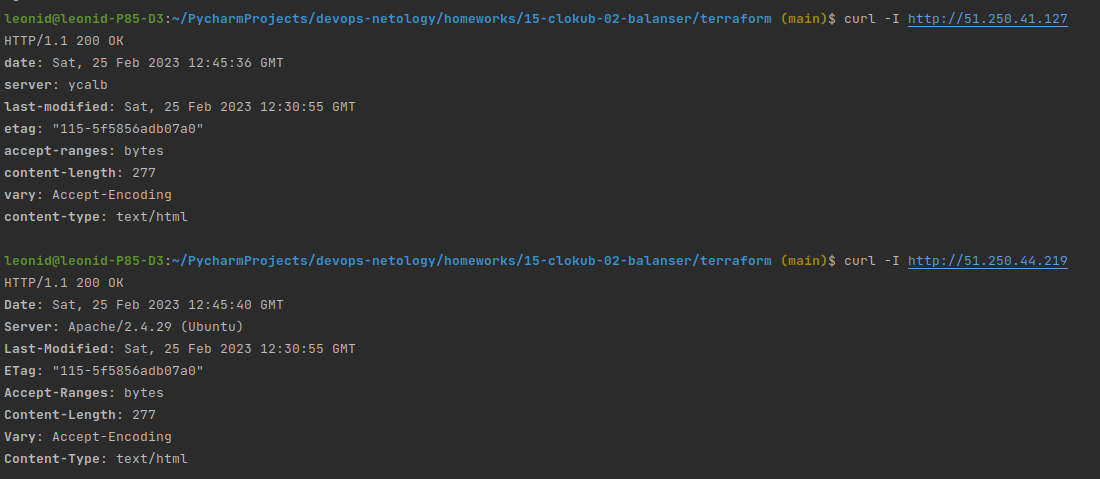 leonid@leonid-P85-D3:~/PycharmProjects/devops-netology/homeworks/15-clokub-02-balanser/terraform (main)$ curl -I http://51.250.41.127
HTTP/1.1 200 OK
date: Sat, 25 Feb 2023 12:45:36 GMT
server: ycalb
last-modified: Sat, 25 Feb 2023 12:30:55 GMT
etag: "115-5f5856adb07a0"
accept-ranges: bytes
content-length: 277
vary: Accept-Encoding
content-type: text/html
leonid@leonid-P85-D3:~/PycharmProjects/devops-netology/homeworks/15-clokub-02-balanser/terraform (main)$ curl -I http://51.250.44.219
HTTP/1.1 200 OK
Date: Sat, 25 Feb 2023 12:45:40 GMT
Server: Apache/2.4.29 (Ubuntu)
Last-Modified: Sat, 25 Feb 2023 12:30:55 GMT
ETag: "115-5f5856adb07a0"
Accept-Ranges: bytes
Content-Length: 277
Vary: Accept-Encoding
Content-Type: text/html